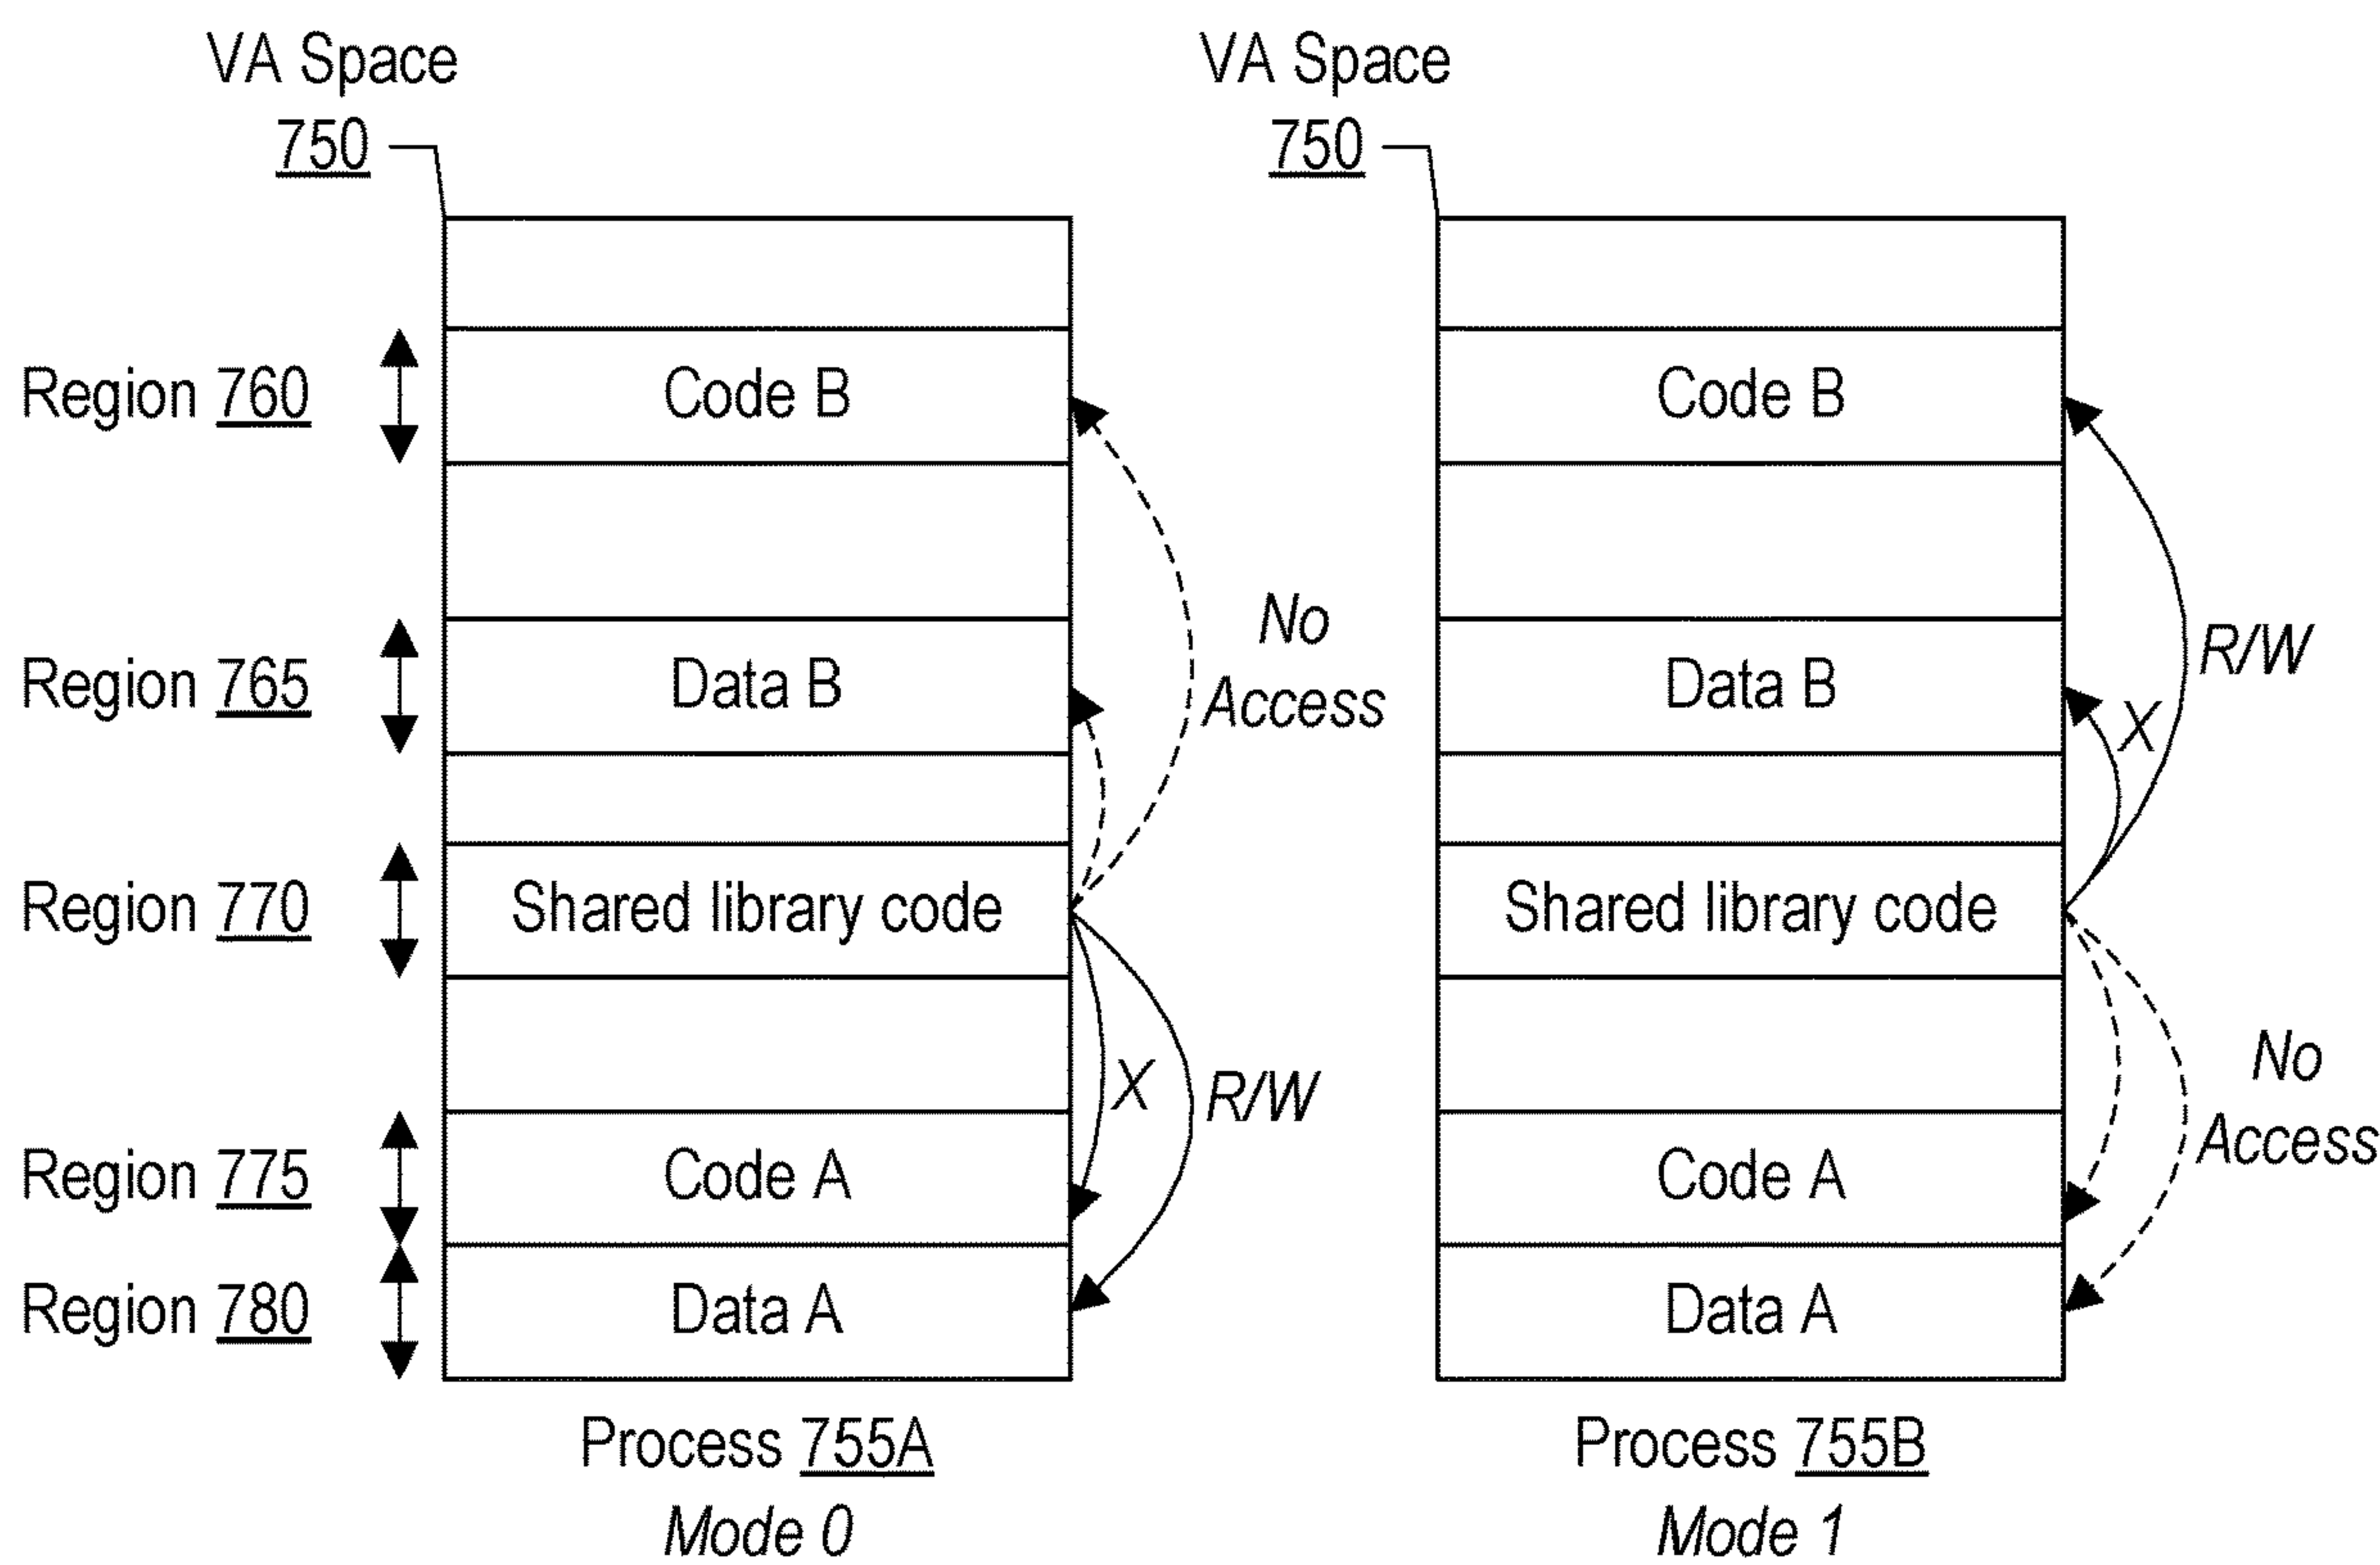 VA Space
750
Region 760
Region 765
Region 770
Region 775
Region 780
Code B
Data B
Shared library code
Code A
Data A
No
Access
X
R/W
Process 755A
Mode 0
VA Space
750
Code B
Data B
Shared library code
Code A
Data A
R/W
X
No
Access
Process 755B
Mode 1